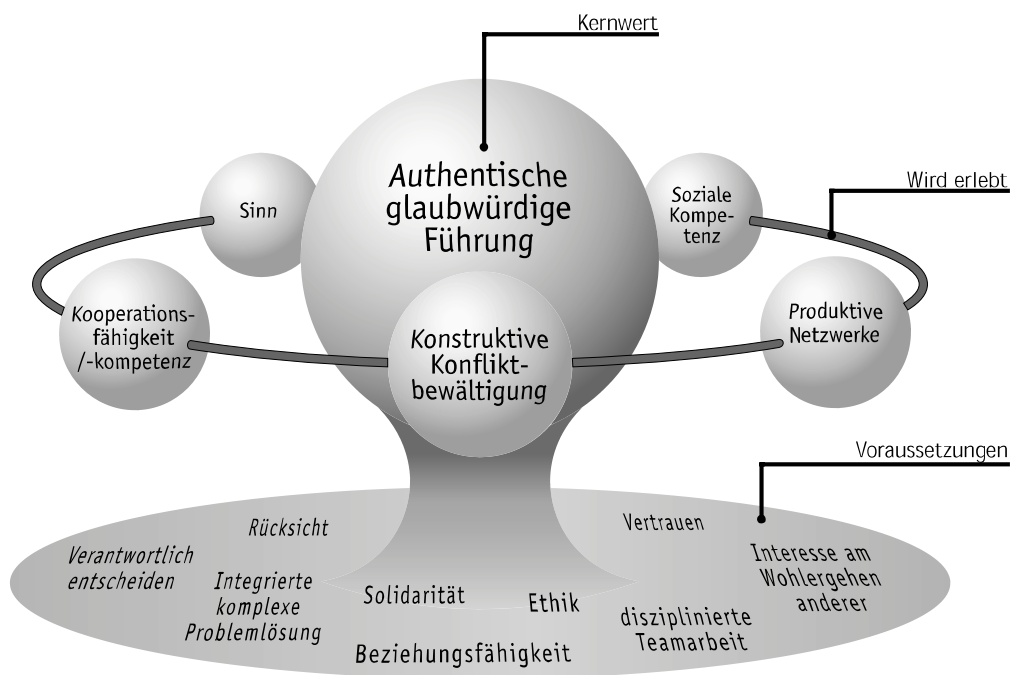 Kernwert
Authentische
glaubwürdige
Führung
Sinn
Soziale
Kompe-
tenz
Wird erlebt
Kooperations-
fähigkeit
/-kompetenz
Konstruktive
Konflikt-
bewältigung
Produktive
Netzwerke
Voraussetzungen
Rücksicht
Vertrauen
Verantwortlich
entscheiden
Interesse am
Wohlergehen
anderer
Integrierte
komplexe
Problemlösung
Solidarität
Ethik
disziplinierte
Teamarbeit
Beziehungsfähigkeit